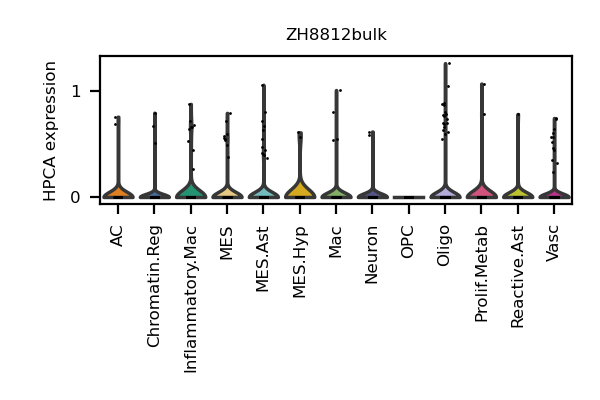 ZH8812bulk
HPCA expression
1
0
AC
Chromatin.Reg
Inflammatory.Mac
MES
MES.Ast
MES.Hyp
Mac
Neuron
OPC
Oligo
Prolif.Metab
Reactive.Ast
Vasc